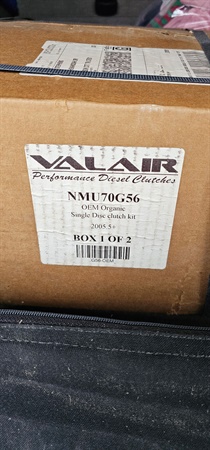 VALAIR
Performance Diesel Clutches
NMU70G56
OEM Organic
Single Disc clutch kit
2005.5+
BOX 1 OF 2